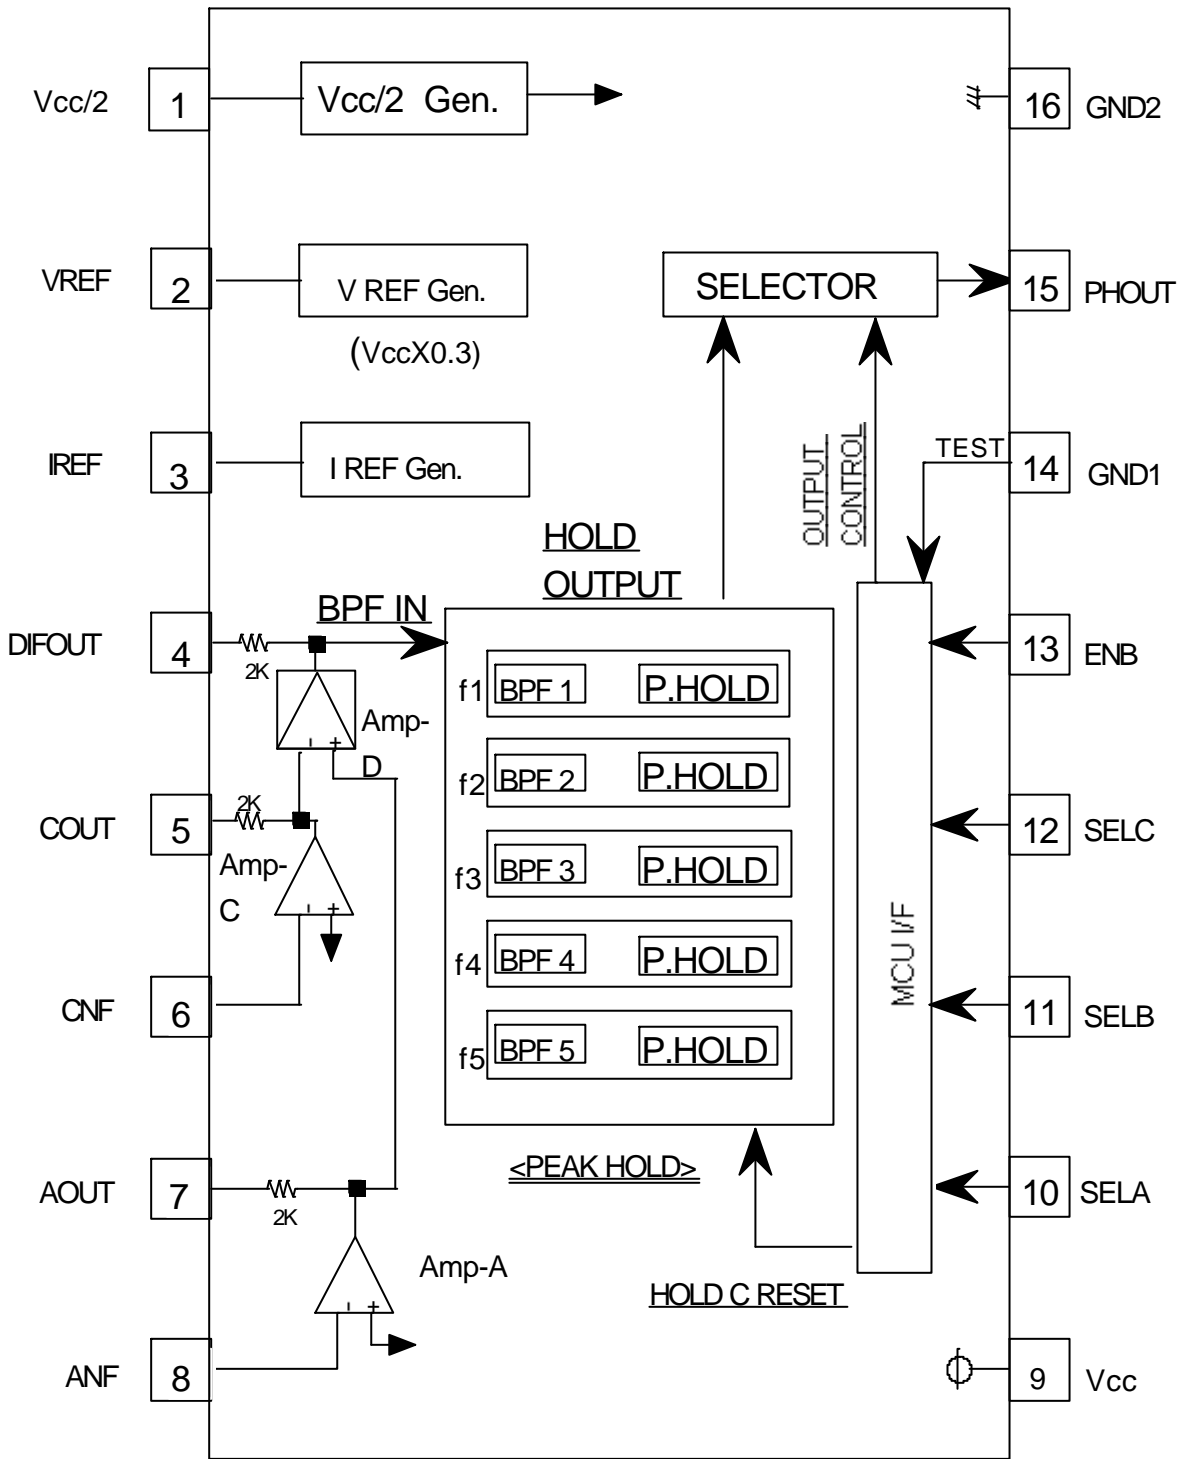 Vcc/2
1
Vcc/2 Gen.
16
GND2
VREF
2
V REF Gen.
(VccX0.3)
SELECTOR
15
PHOUT
IREF
3
I REF Gen.
OUTPUT
CONTROL
TEST
14
GND1
HOLD
OUTPUT
DIFOUT
4
2K
BPF IN
13
ENB
f1
BPF 1
P.HOLD
Amp-
D
- +
f2
BPF 2
P.HOLD
COUT
5
2K
12
SELC
Amp-
C
- +
f3
BPF 3
P.HOLD
MCU I/F
f4
BPF 4
P.HOLD
CNF
6
11
SELB
f5
BPF 5
P.HOLD
<PEAK HOLD>
AOUT
7
2K
10
SELA
Amp-A
- +
HOLD C RESET
ANF
8
9
Vcc